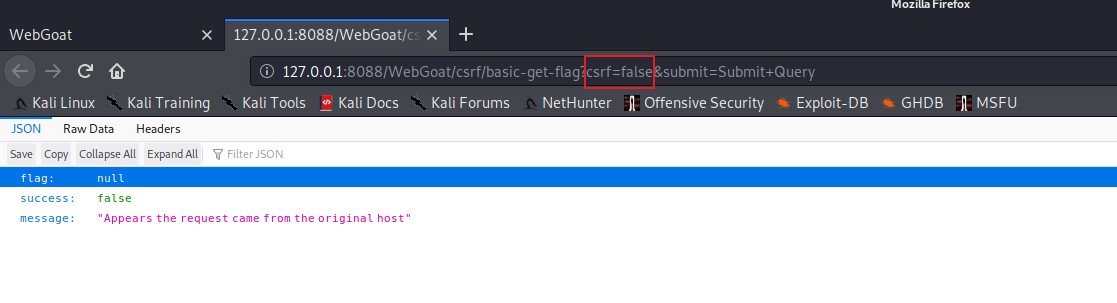 Mozilla Firefox
WebGoat
127.0.0.1:8088/WebGoat/cs
127.0.0.1:8088/WebGoat/csrf/basic-get-flag?csrf=false&submit=Submit+Query
Kali Linux Kali Training Kali Tools Kali Docs Kali Forums NetHunter Offensive Security Exploit-DB GHDB MSFU
JSON Raw Data Headers
Save Copy Collapse All Expand All Filter JSON
flag: null
success: false
message: "Appears the request came from the original host"